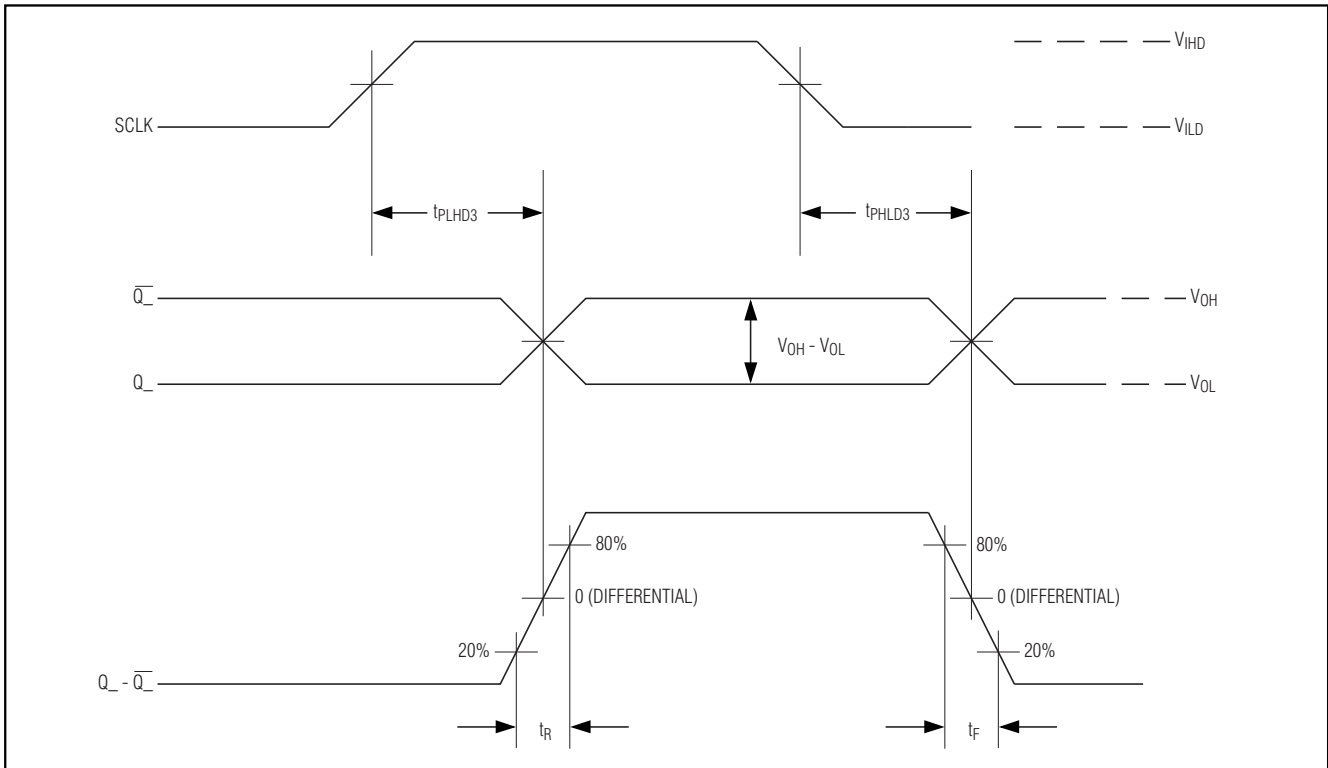 V_IHD
SCLK
V_ILD
t_PLHD3
t_PHLD3
Q̅_̅
V_OH
V_OH - V_OL
Q_
V_OL
80%
80%
0 (DIFFERENTIAL)
0 (DIFFERENTIAL)
20%
20%
Q_ - Q̅_̅
t_R
t_F